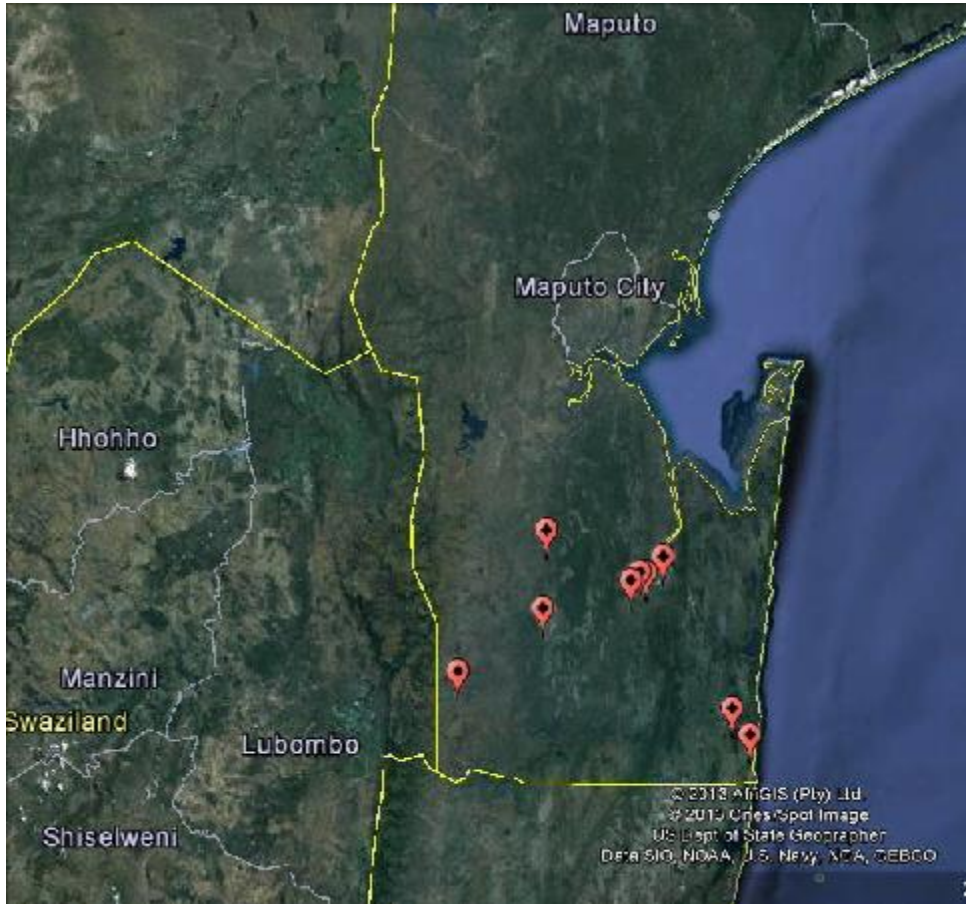 Maputo
Maputo City
Hhohho
Manzini
Swaziland
Lubombo
Shiselweni
© 2013 AfriGIS (Pty) Ltd.
© 2013 Cnes/Spot Image
US Dept of State Geographer
Data SIO, NOAA, U.S. Navy, NGA, GEBCO